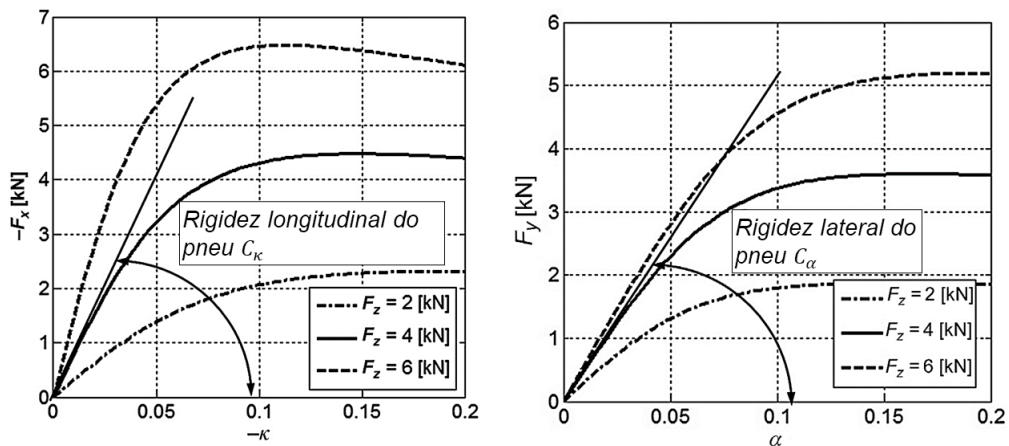 7
6
5
4
3
2
1
0
-Fₓ [kN]
0
0.05
0.1
0.15
0.2
-κ
Rigidez longitudinal do
pneu C_κ
F_z = 2 [kN]
F_z = 4 [kN]
F_z = 6 [kN]
6
5
4
3
2
1
0
F_y [kN]
0
0.05
0.1
0.15
0.2
α
Rigidez lateral do
pneu C_α
F_z = 2 [kN]
F_z = 4 [kN]
F_z = 6 [kN]